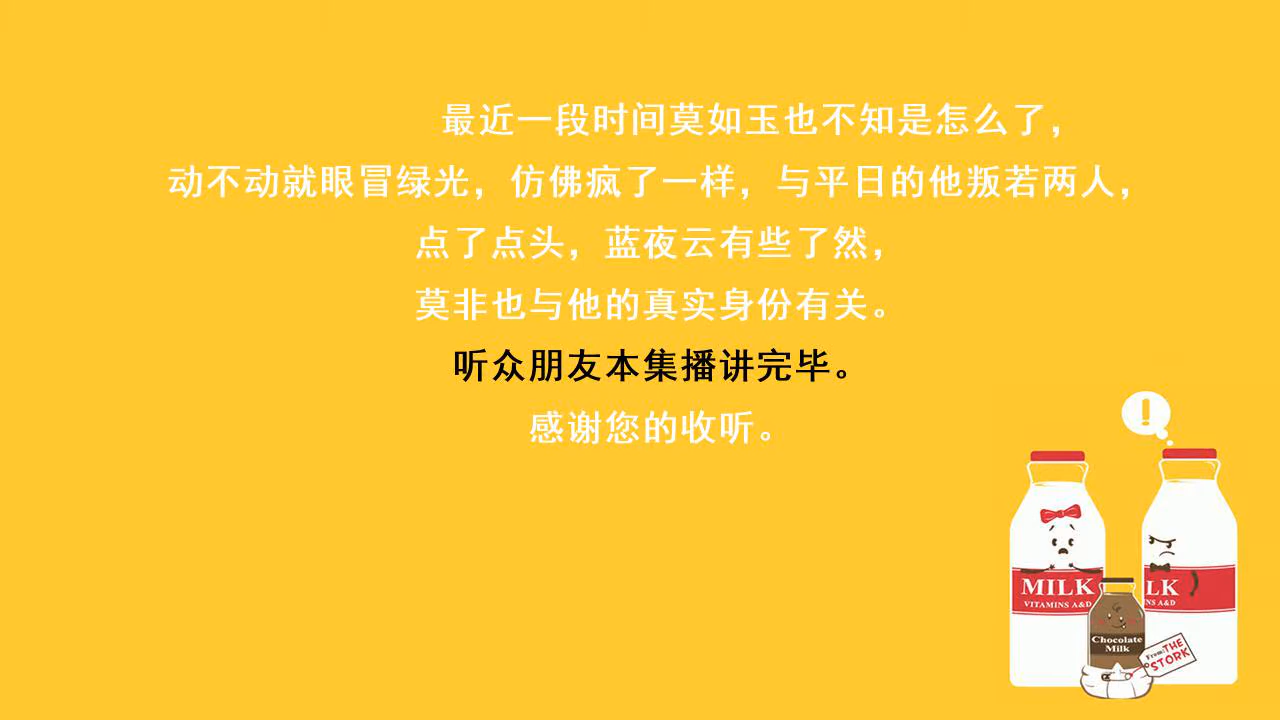 最近一段时间莫如玉也不知是怎么了，
动不动就眼冒绿光，仿佛疯了一样，与平日的他叛若两人，
点了点头，蓝夜云有些了然，
莫非也与他的真实身份有关。
听众朋友本集播讲完毕。
感谢您的收听。
!
MILK
VITAMINS A&D
LK
NS A&D
Chocolate
Milk
From: THE
STORK